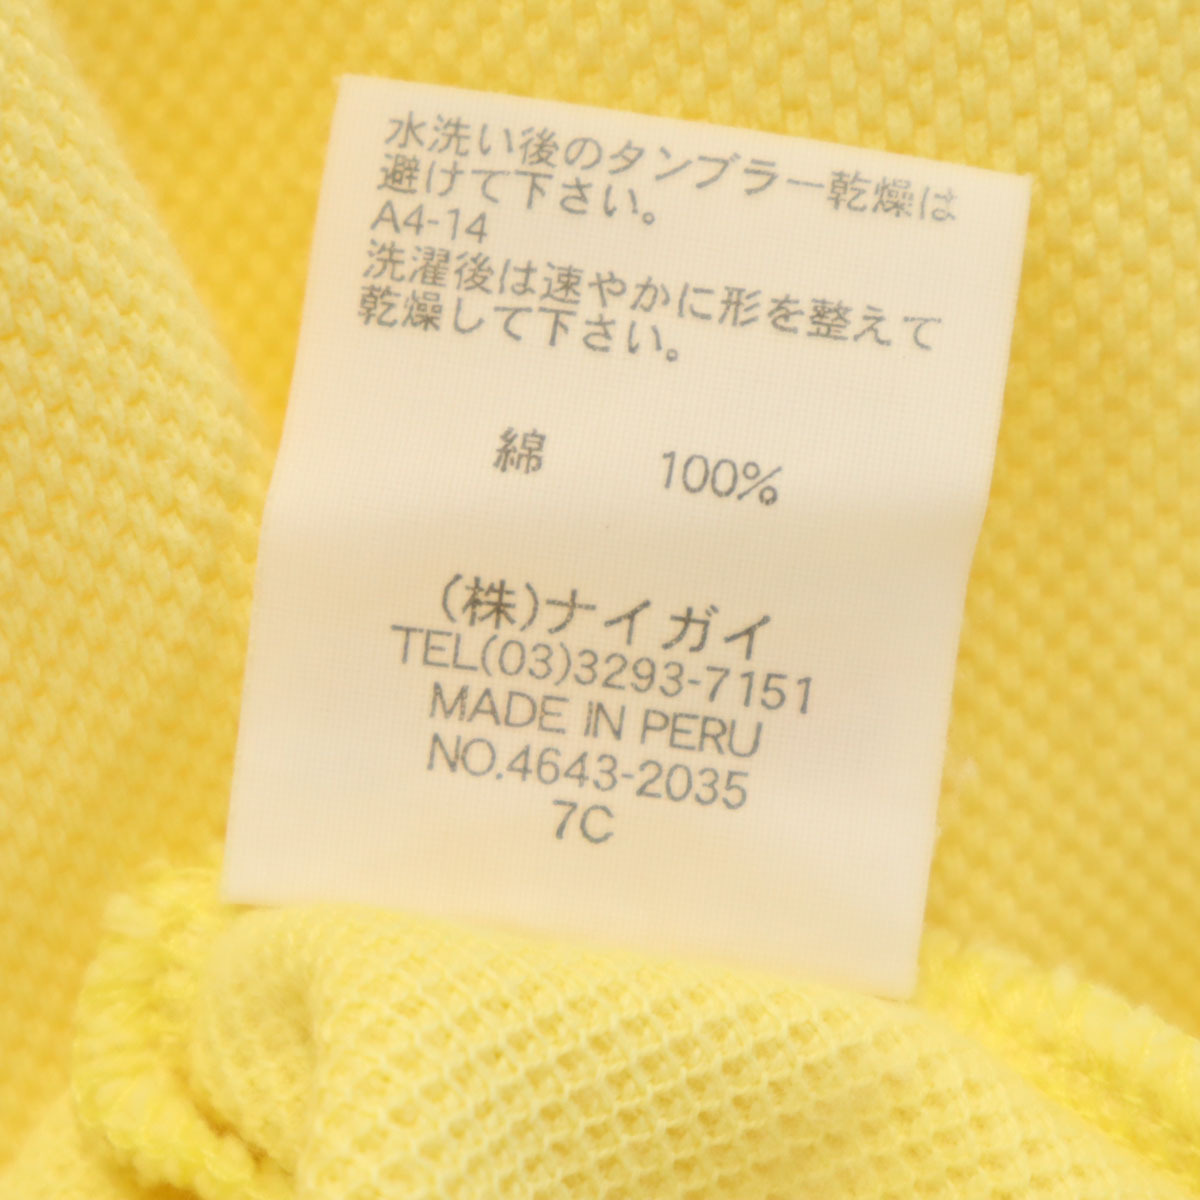 水洗い後のタンブラー乾燥は
避けて下さい。
A4-14
洗濯後は速やかに形を整えて
乾燥して下さい。
綿 100%
(株)ナイガイ
TEL(03)3293-7151
MADE IN PERU
NO.4643-2035
7C